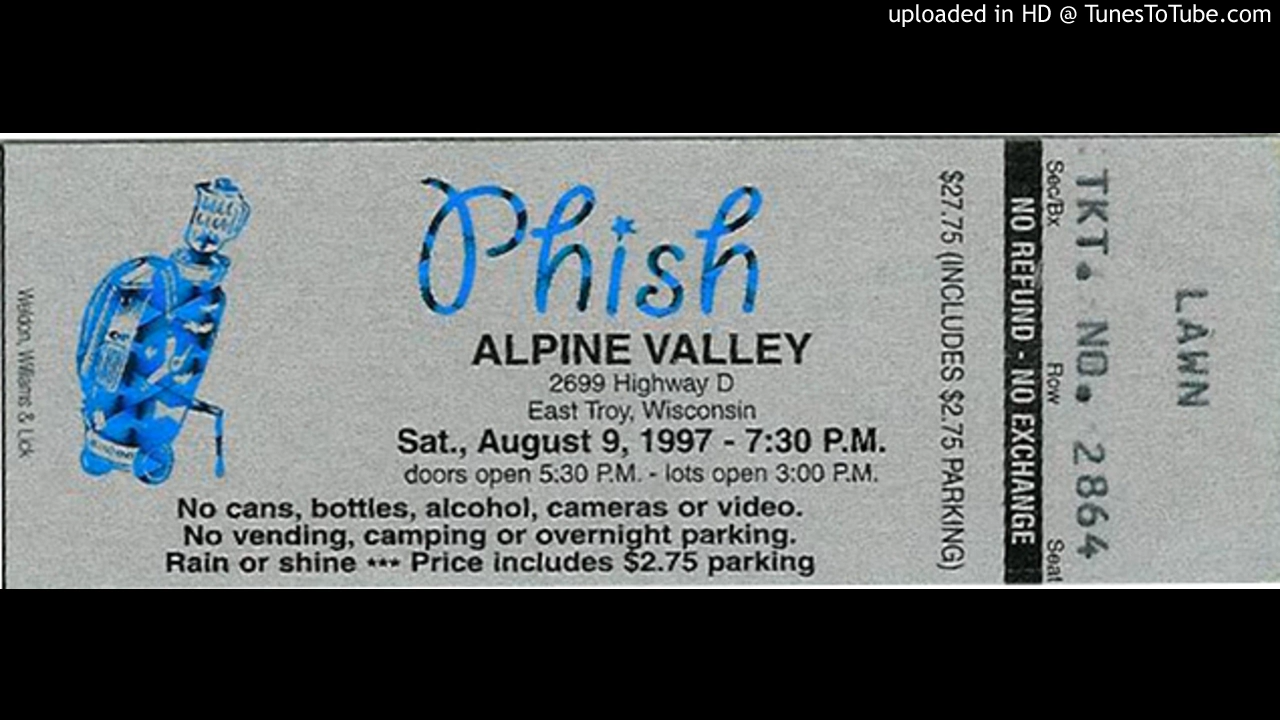 uploaded in HD @ TunesToTube.com
Phish
ALPINE VALLEY
2699 Highway D
East Troy, Wisconsin
Sat., August 9, 1997 - 7:30 P.M.
doors open 5:30 P.M. - lots open 3:00 P.M.
No cans, bottles, alcohol, cameras or video.
No vending, camping or overnight parking.
Rain or shine *** Price includes $2.75 parking
Weldon, Williams & Lick
$27.75 (INCLUDES $2.75 PARKING)
NO REFUND - NO EXCHANGE
Sec/Bx Row Seat
TKT. NO. 2864
LAWN